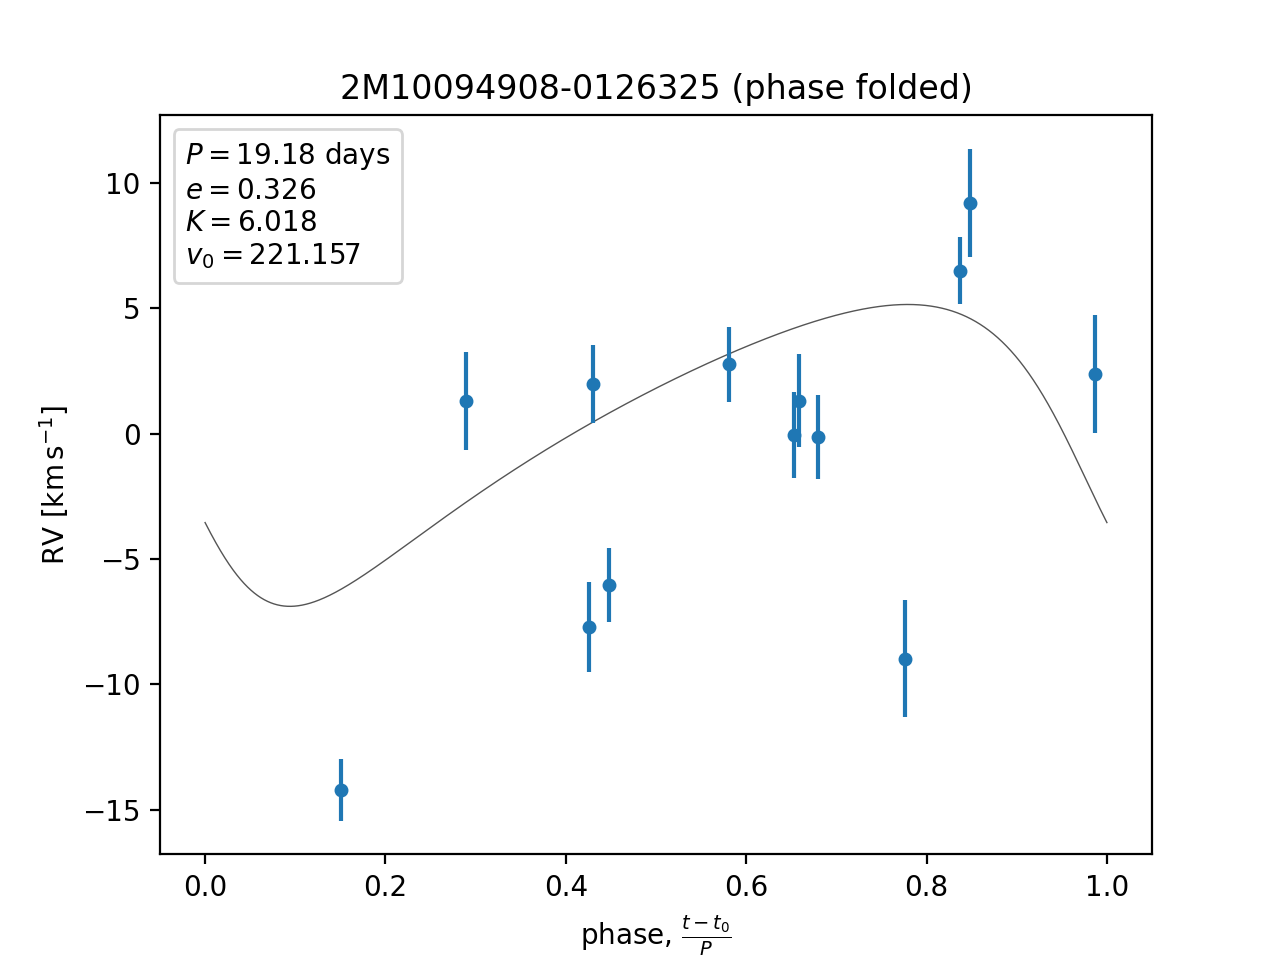 2M10094908-0126325 (phase folded)
P = 19.18 days
e = 0.326
K = 6.018
v₀ = 221.157
10
5
0
−5
−10
−15
RV [km s⁻¹]
0.0 0.2 0.4 0.6 0.8 1.0
phase, (t − t₀)/P